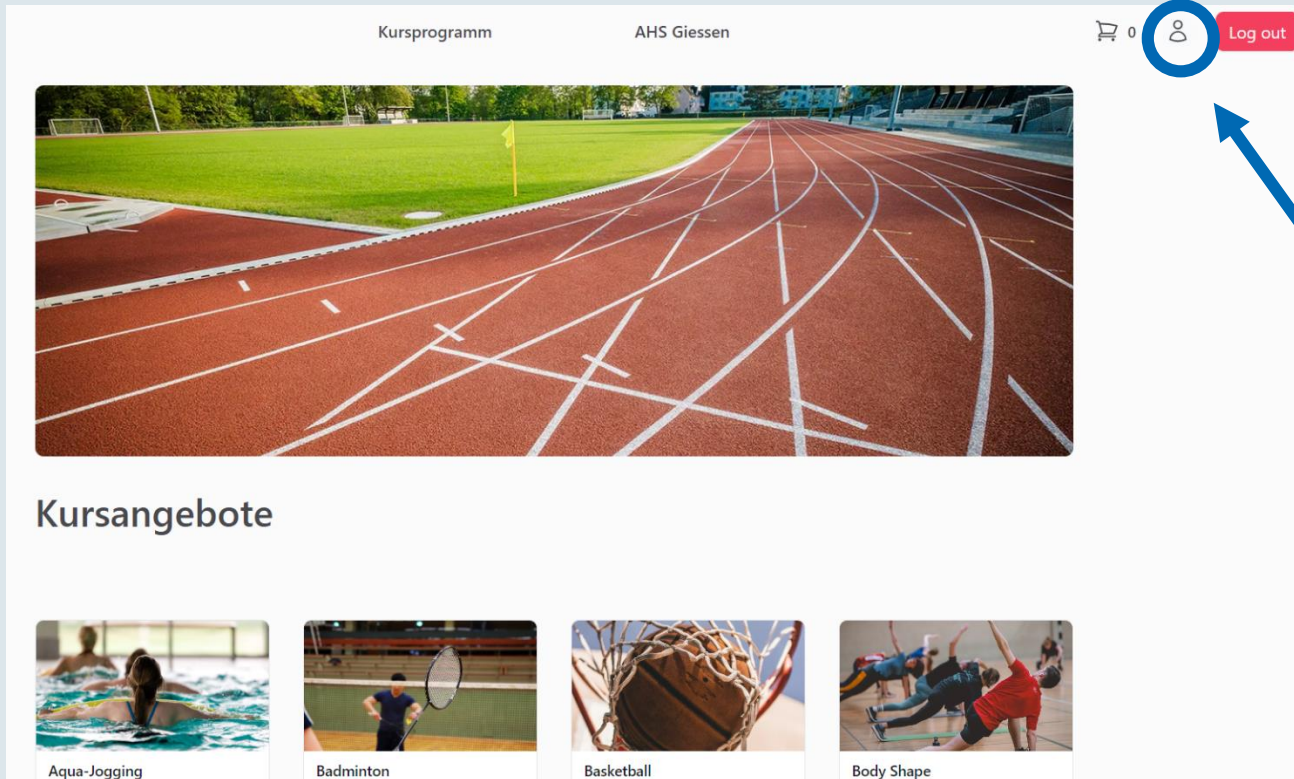 Kursprogramm AHS Giessen 0 Log out
Kursangebote
Aqua-Jogging Badminton Basketball Body Shape